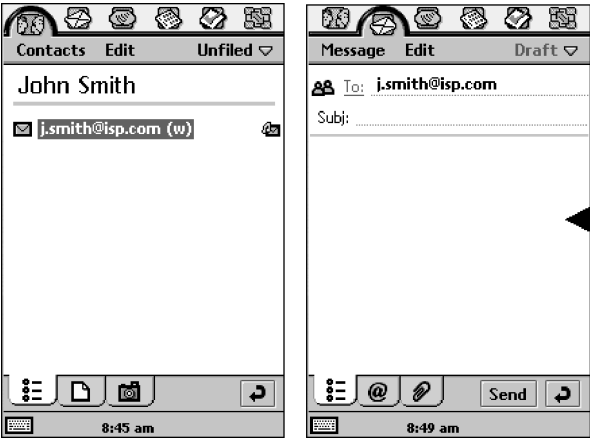 Contacts Edit Unfiled
John Smith
j.smith@isp.com (w)
8:45 am
Message Edit Draft
To: j.smith@isp.com
Subj:
@
Send
8:49 am